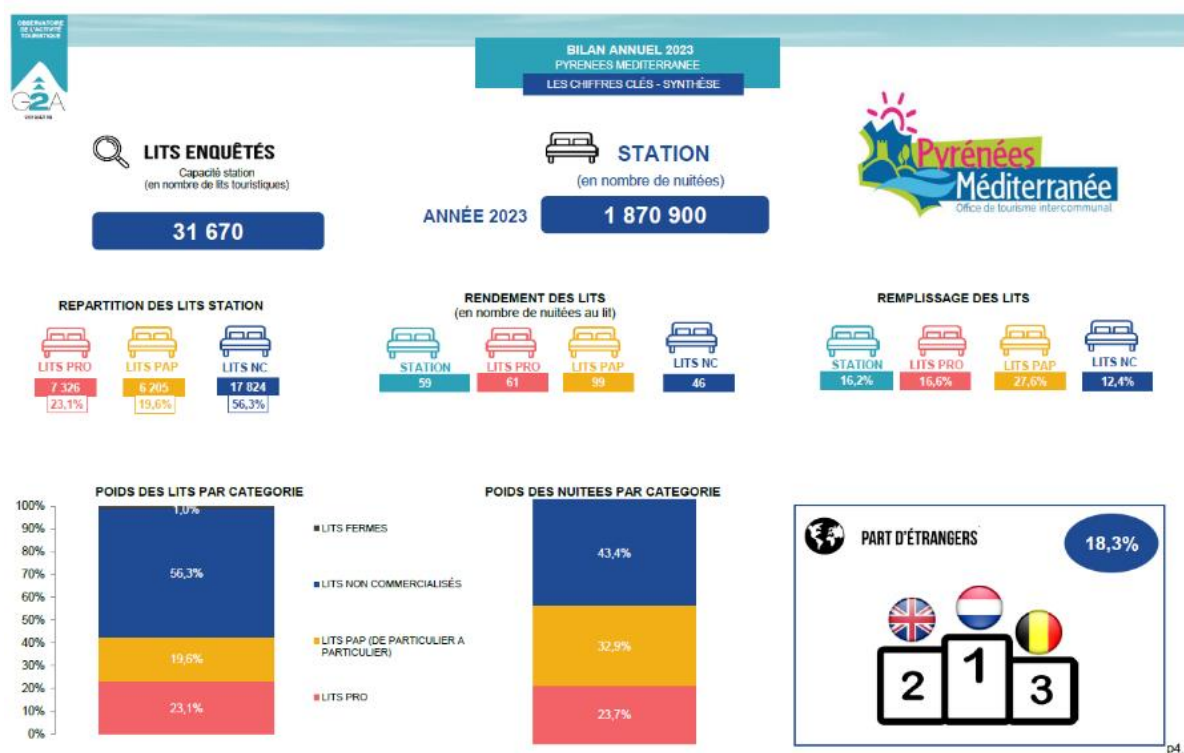 OBSERVATOIRE
DE L'ACTIVITÉ
TOURISTIQUE
G2A
BILAN ANNUEL 2023
PYRENEES MEDITERRANEE
LES CHIFFRES CLÉS - SYNTHÈSE
LITS ENQUÊTÉS
Capacité station
(en nombre de lits touristiques)
31 670
STATION
(en nombre de nuitées)
ANNÉE 2023
1 870 900
Pyrénées
Méditerranée
Office de tourisme intercommunal
REPARTITION DES LITS STATION
LITS PRO
7 326
23,1%
LITS PAP
6 205
19,6%
LITS NC
17 824
56,3%
RENDEMENT DES LITS
(en nombre de nuitées au lit)
STATION
59
LITS PRO
61
LITS PAP
99
LITS NC
46
REMPLISSAGE DES LITS
STATION
16,2%
LITS PRO
16,6%
LITS PAP
27,6%
LITS NC
12,4%
POIDS DES LITS PAR CATEGORIE
100%
90%
80%
70%
60%
50%
40%
30%
20%
10%
0%
1,0%
56,3%
19,6%
23,1%
LITS FERMES
LITS NON COMMERCIALISÉS
LITS PAP (DE PARTICULIER A
PARTICULIER)
LITS PRO
POIDS DES NUITEES PAR CATEGORIE
43,4%
32,9%
23,7%
PART D'ÉTRANGERS
18,3%
2
1
3
p4